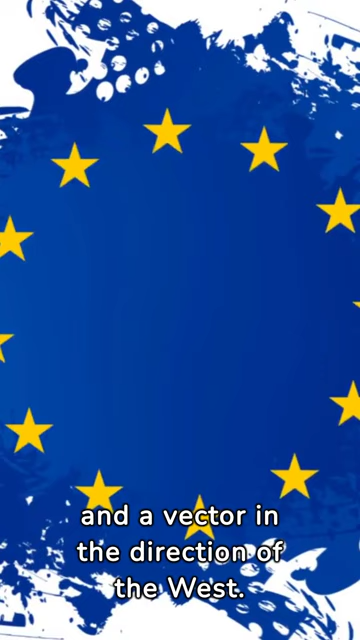 and a vector in
the direction of
the West.